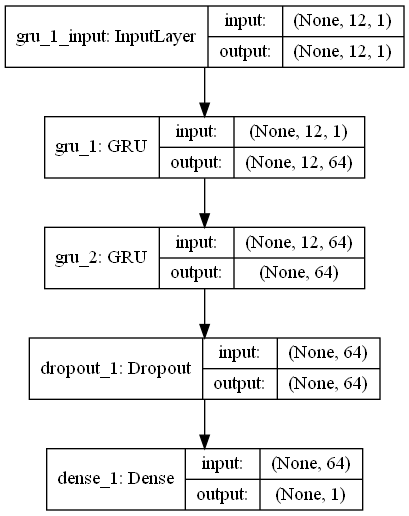 gru_1_input: InputLayer
input: (None, 12, 1)
output: (None, 12, 1)
gru_1: GRU
input: (None, 12, 1)
output: (None, 12, 64)
gru_2: GRU
input: (None, 12, 64)
output: (None, 64)
dropout_1: Dropout
input: (None, 64)
output: (None, 64)
dense_1: Dense
input: (None, 64)
output: (None, 1)